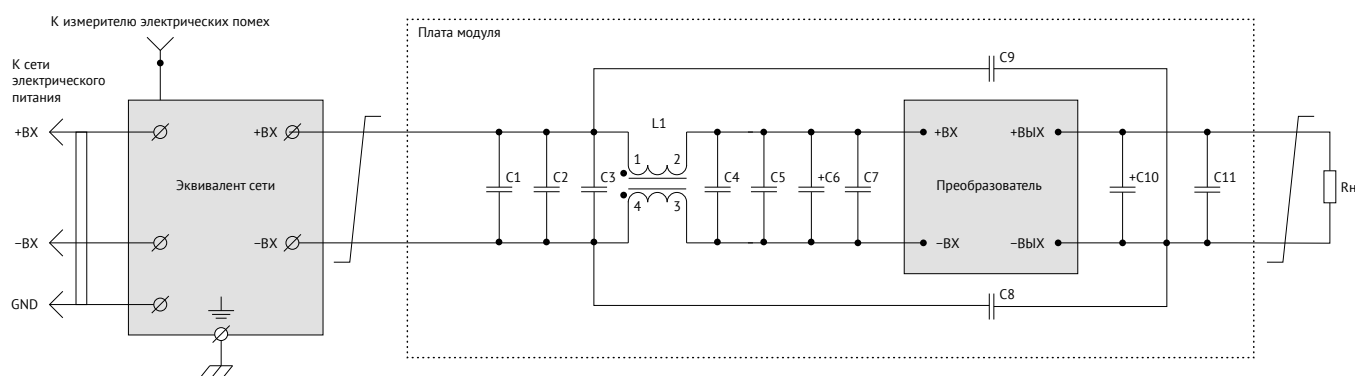 К измерителю электрических помех
Плата модуля
К сети
электрического
питания
C9
+ВХ
+ВХ
L1
+ВХ
+ВЫХ
1
2
Эквивалент сети
C1
C2
C3
C4
C5
+C6
C7
Преобразователь
+C10
C11
Rн
4
3
–ВХ
–ВХ
–ВХ
–ВЫХ
GND
C8